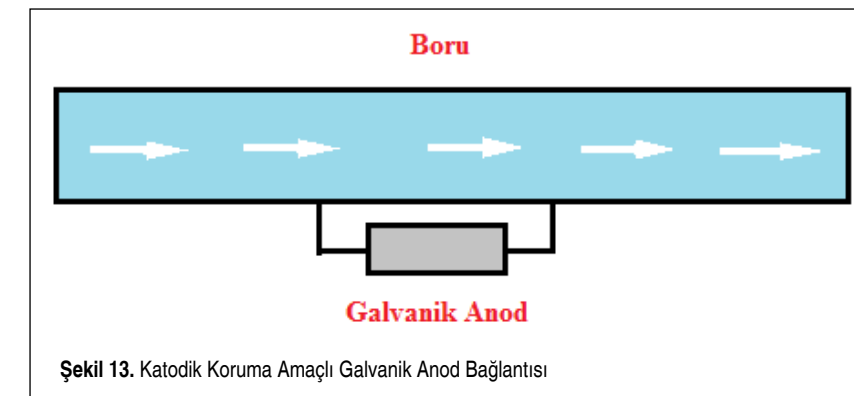 Boru
Galvanik Anod
Şekil 13. Katodik Koruma Amaçlı Galvanik Anod Bağlantısı